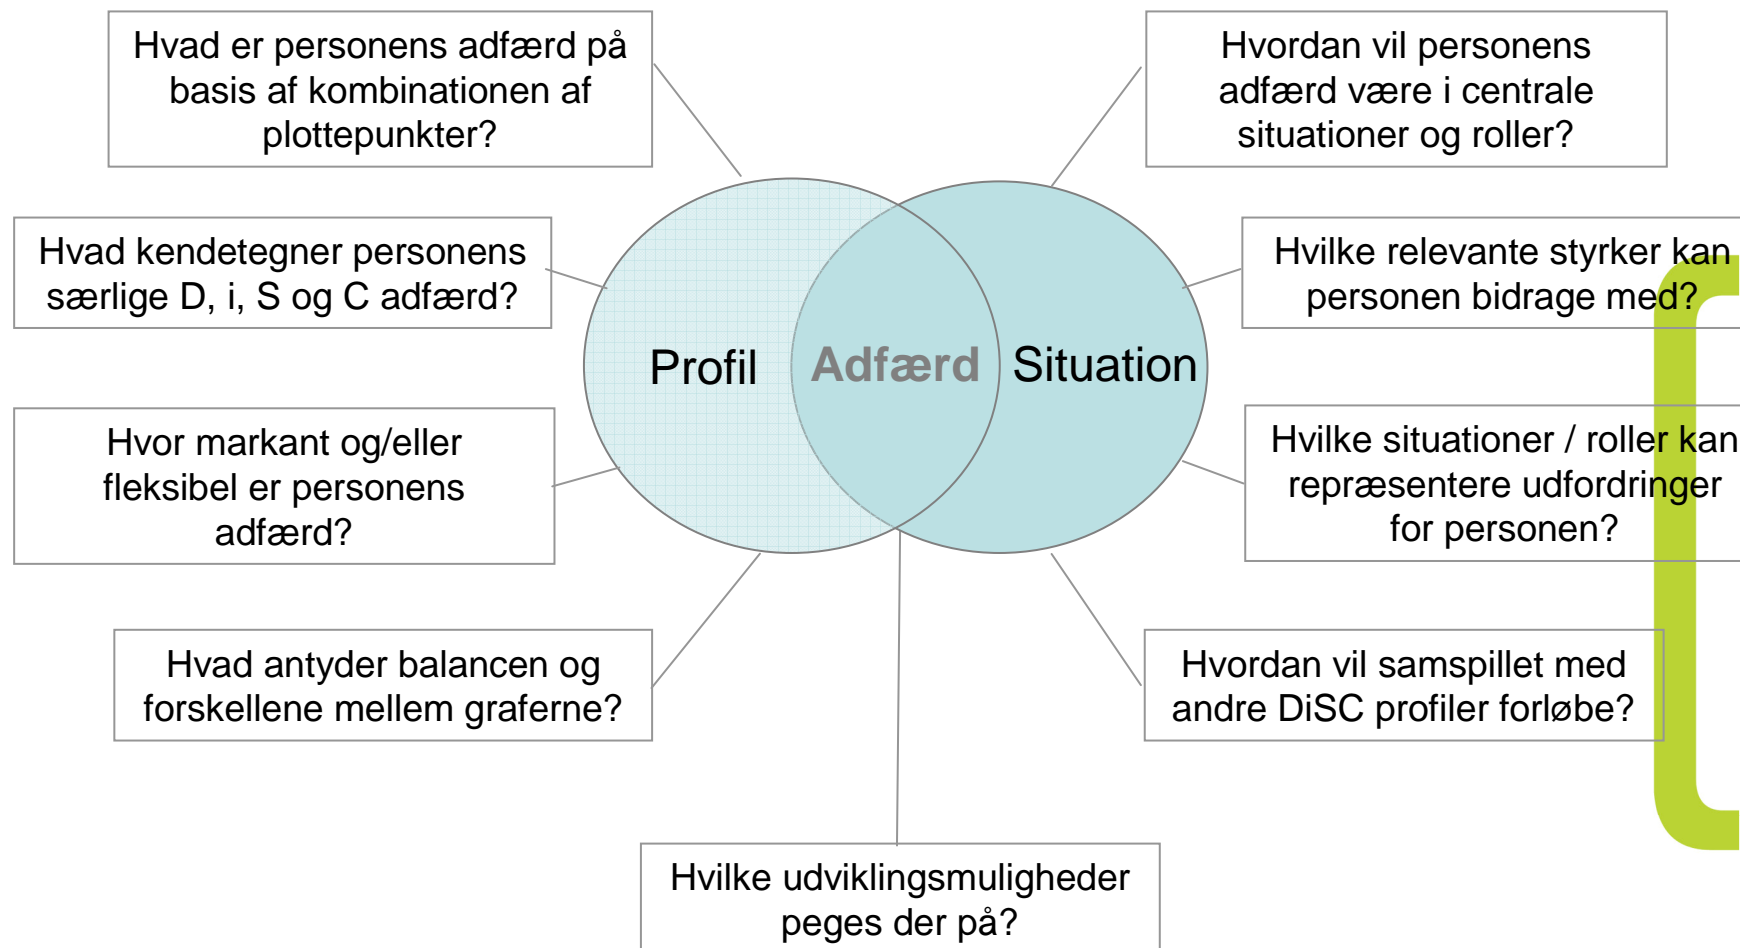 Hvad er personens adfærd på
basis af kombinationen af
plottepunkter?
Hvordan vil personens
adfærd være i centrale
situationer og roller?
Hvad kendetegner personens
særlige D, i, S og C adfærd?
Hvilke relevante styrker kan
personen bidrage med?
Profil
Adfærd
Situation
Hvor markant og/eller
fleksibel er personens
adfærd?
Hvilke situationer / roller kan
repræsentere udfordringer
for personen?
Hvad antyder balancen og
forskellene mellem graferne?
Hvordan vil samspillet med
andre DiSC profiler forløbe?
Hvilke udviklingsmuligheder
peges der på?